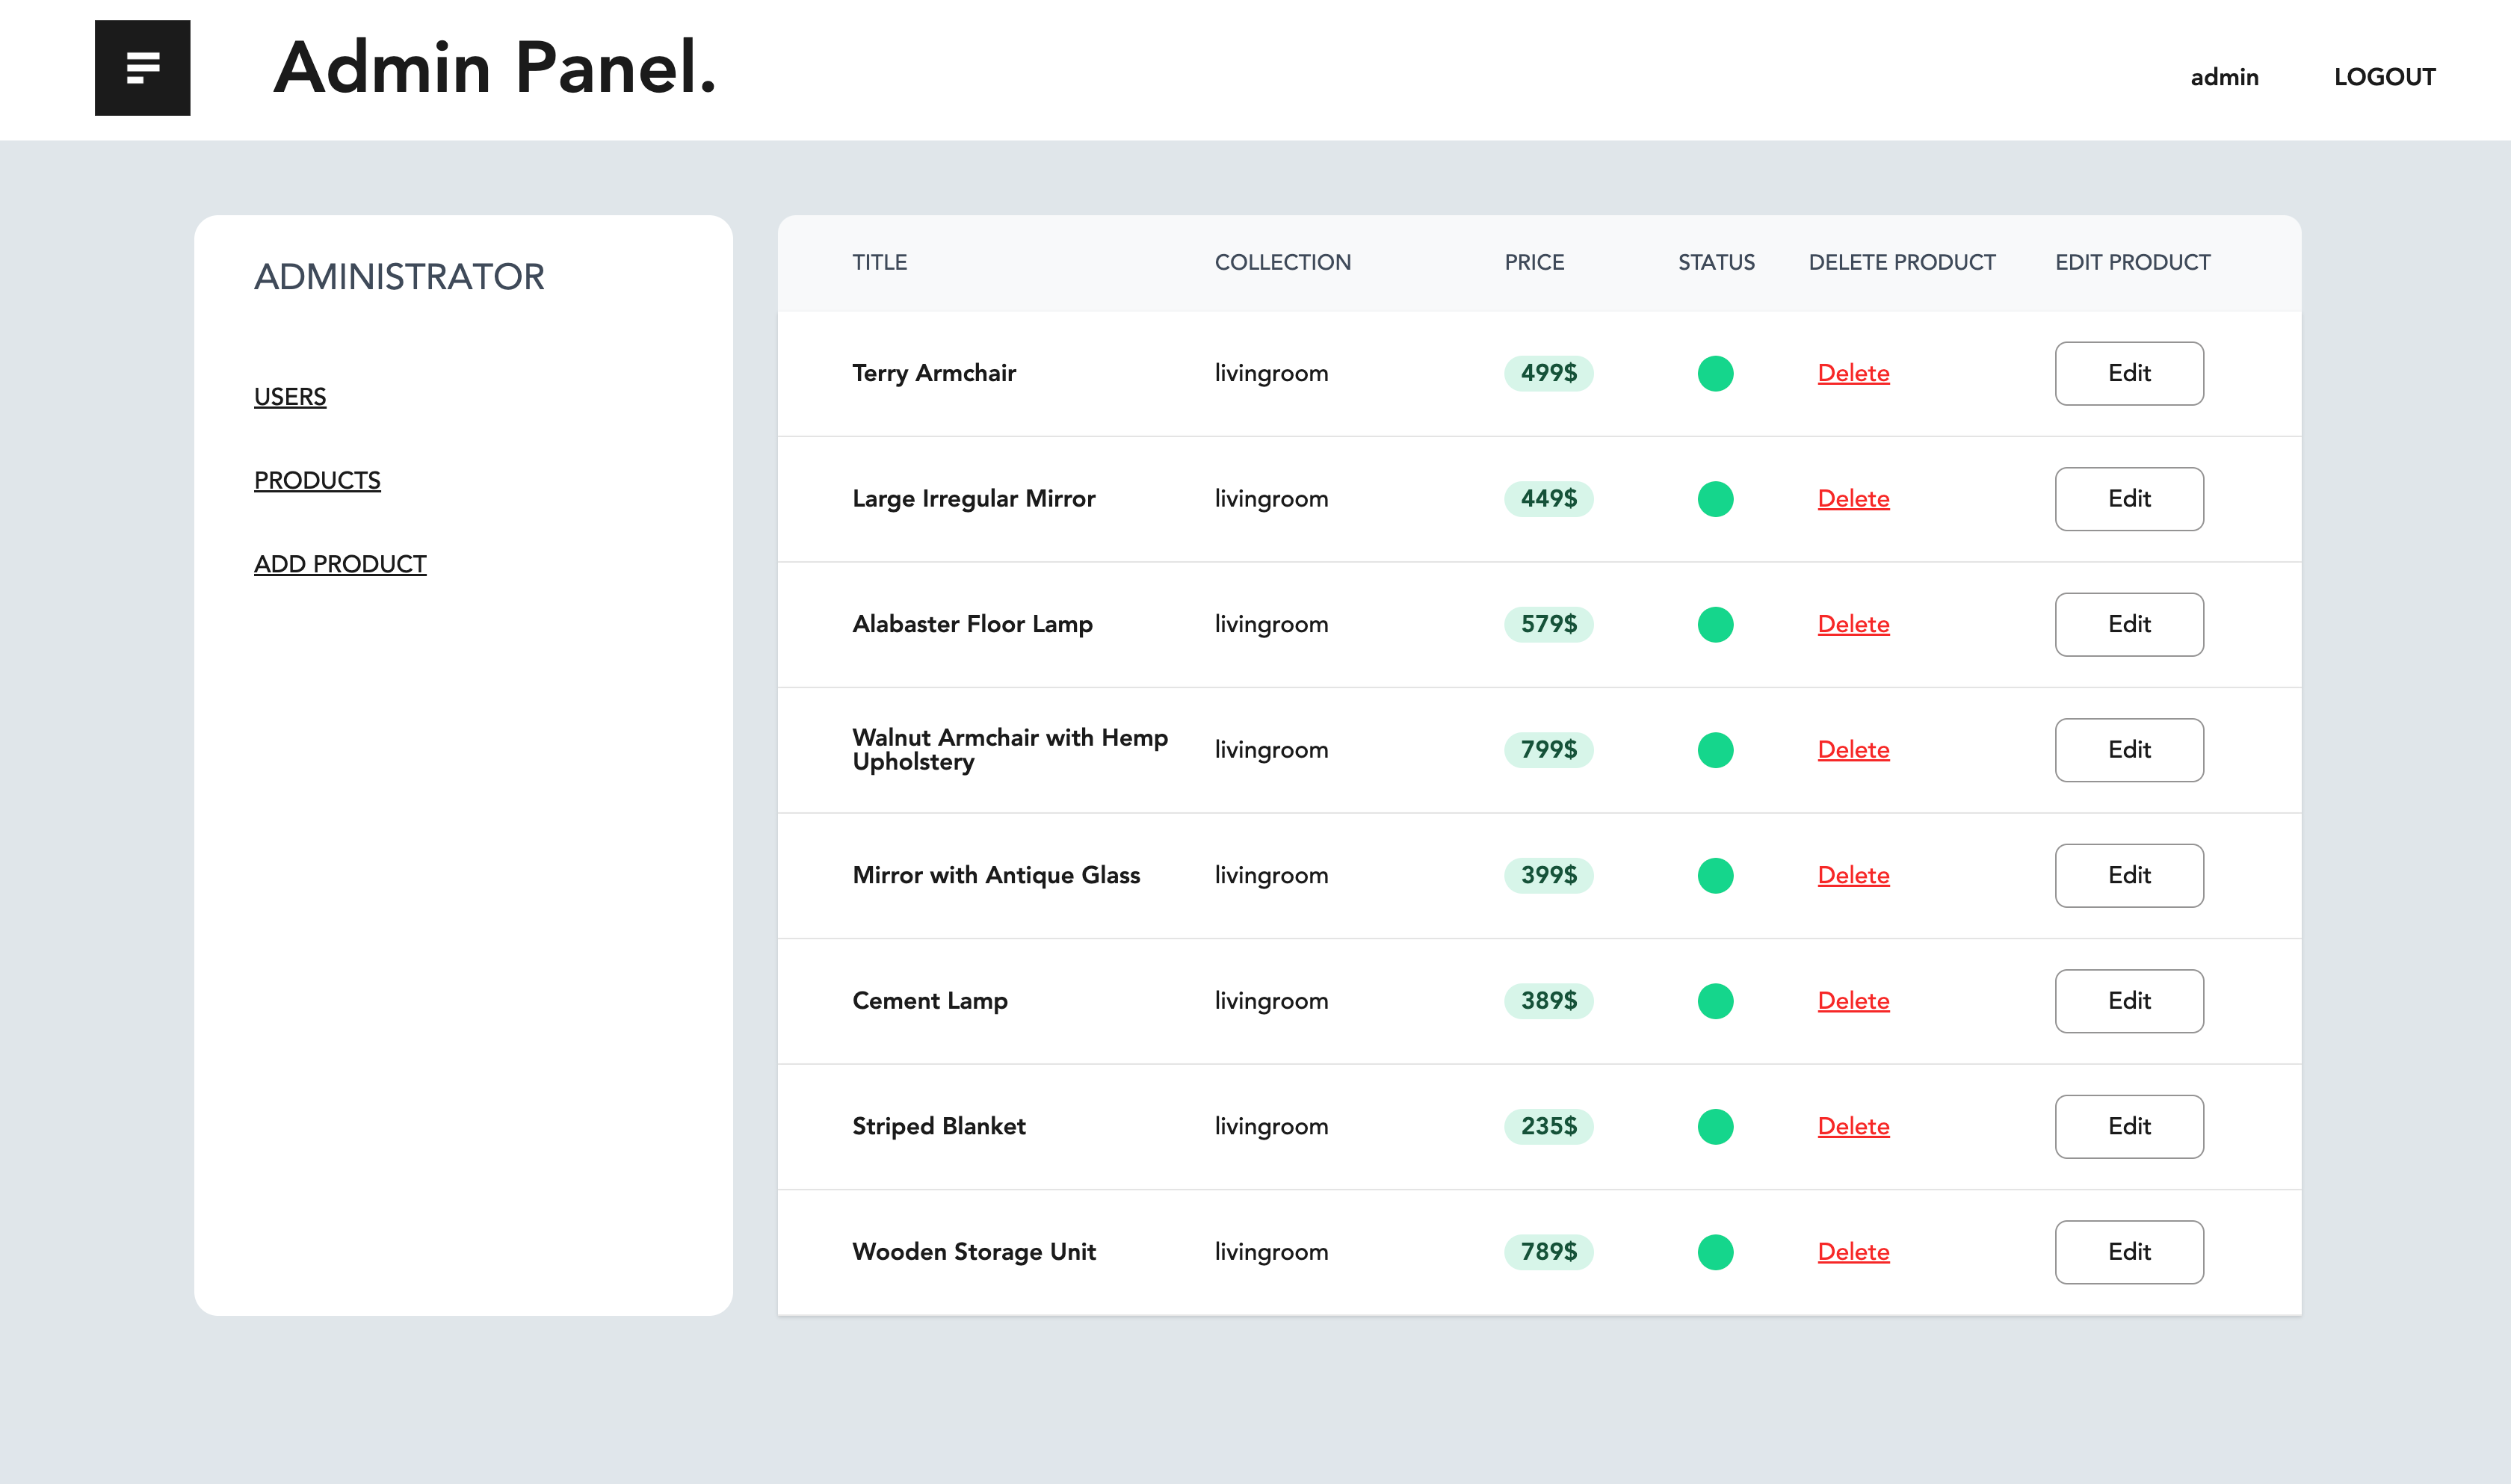 Admin Panel.
admin
LOGOUT
ADMINISTRATOR
USERS
PRODUCTS
ADD PRODUCT
TITLE COLLECTION PRICE STATUS DELETE PRODUCT EDIT PRODUCT
Terry Armchair livingroom 499$ Delete Edit
Large Irregular Mirror livingroom 449$ Delete Edit
Alabaster Floor Lamp livingroom 579$ Delete Edit
Walnut Armchair with Hemp
Upholstery livingroom 799$ Delete Edit
Mirror with Antique Glass livingroom 399$ Delete Edit
Cement Lamp livingroom 389$ Delete Edit
Striped Blanket livingroom 235$ Delete Edit
Wooden Storage Unit livingroom 789$ Delete Edit